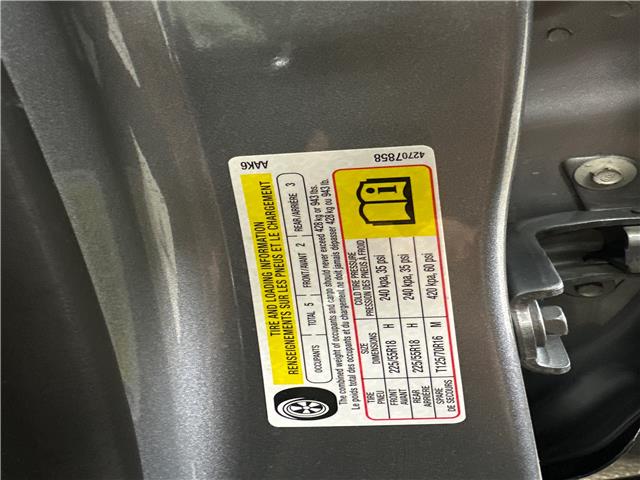 AAK6
42707858
TIRE AND LOADING INFORMATION
RENSEIGNEMENTS SUR LES PNEUS ET LE CHARGEMENT
OCCUPANTS TOTAL 5 FRONT/AVANT 2 REAR/ARRIÈRE 3
The combined weight of occupants and cargo should never exceed 428 kg or 943 lbs.
Le poids total des occupants et du chargement ne doit jamais dépasser 428 kg ou 943 lb.
TIRE SIZE COLD TIRE PRESSURE
PNEU DIMENSIONS PRESSION DES PNEUS À FROID
FRONT 225/55R18 H 240 kpa, 35 psi
AVANT
REAR 225/55R18 H 240 kpa, 35 psi
ARRIÈRE
SPARE T125/70R16 M 420 kpa, 60 psi
DE SECOURS